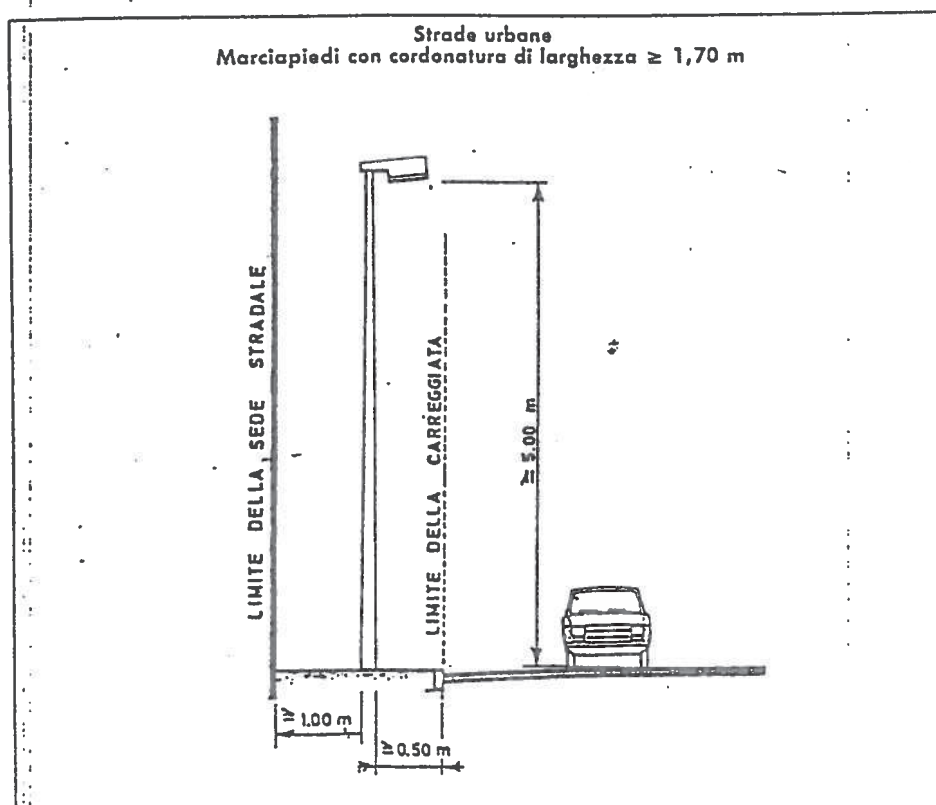 Strade urbane
Marciapiedi con cordonatura di larghezza ≥ 1,70 m
LIMITE DELLA SEDE STRADALE
LIMITE DELLA CARREGGIATA
≥ 5.00 m
≥ 1.00 m
≥ 0.50 m